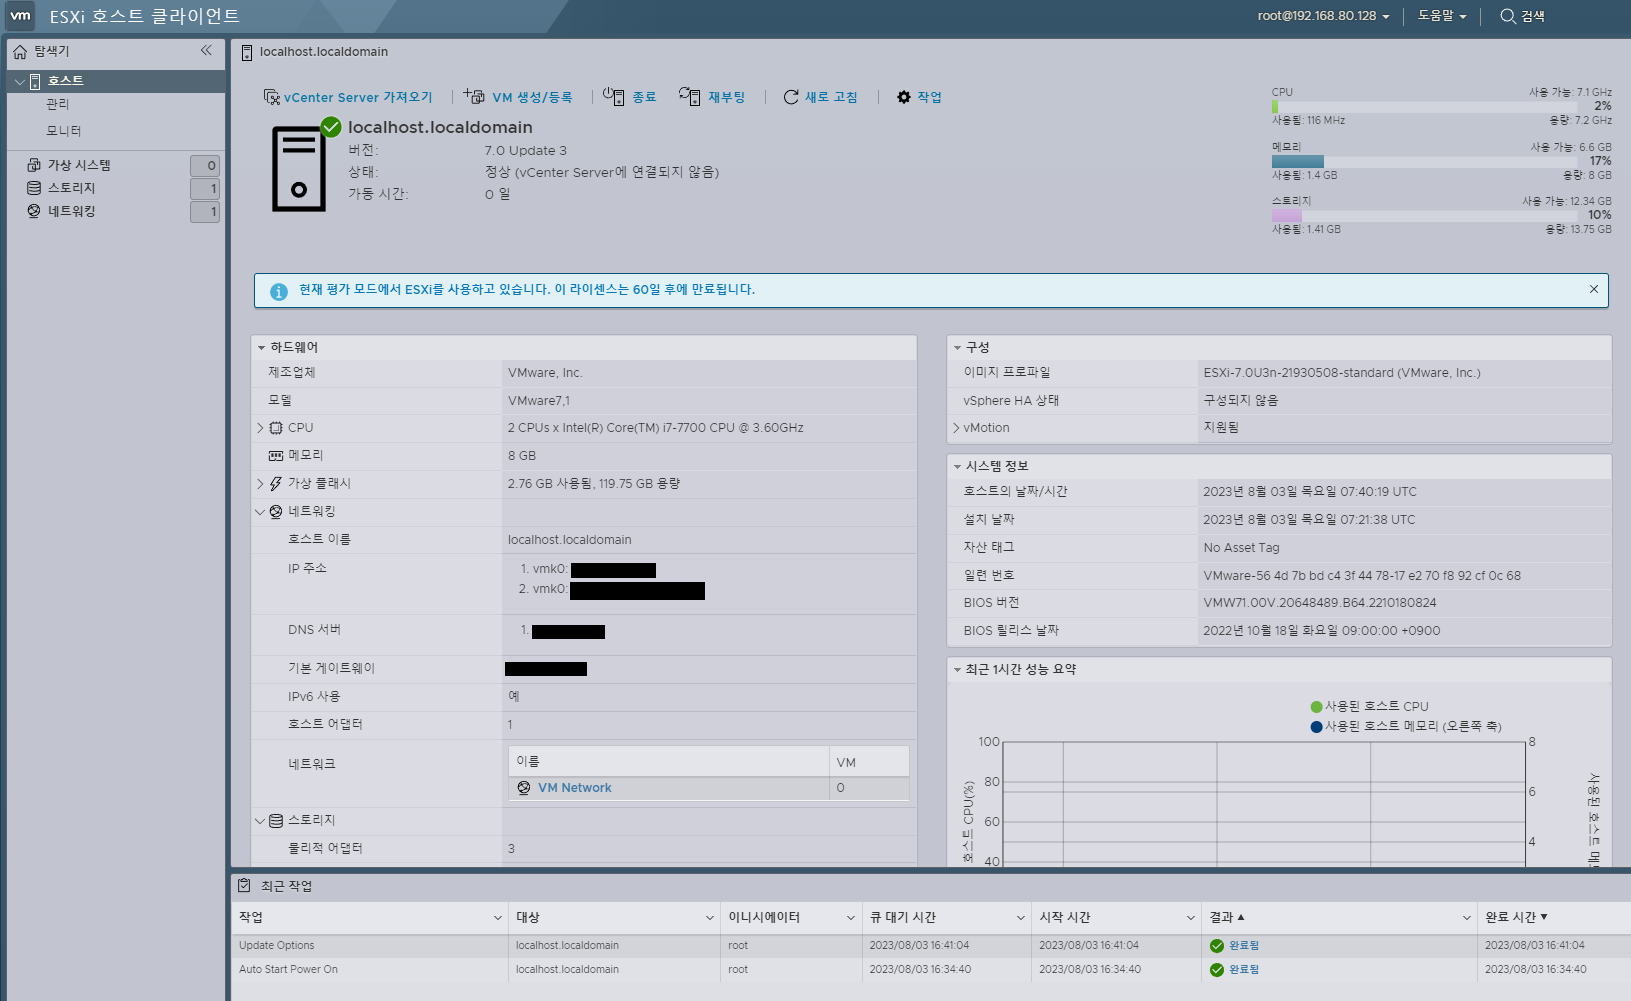 vm ESXi 호스트 클라이언트
root@192.168.80.128 도움말 검색
탐색기
호스트
관리
모니터
가상 시스템 0
스토리지 1
네트워킹 1
localhost.localdomain
vCenter Server 가져오기 VM 생성/등록 종료 재부팅 새로 고침 작업
localhost.localdomain
버전: 7.0 Update 3
상태: 정상 (vCenter Server에 연결되지 않음)
가동 시간: 0 일
CPU 사용 가능: 7.1 GHz
2%
사용됨: 116 MHz 용량: 7.2 GHz
메모리 사용 가능: 6.6 GB
17%
사용됨: 1.4 GB 용량: 8 GB
스토리지 사용 가능: 12.34 GB
10%
사용됨: 1.41 GB 용량: 13.75 GB
현재 평가 모드에서 ESXi를 사용하고 있습니다. 이 라이센스는 60일 후에 만료됩니다.
하드웨어
제조업체 VMware, Inc.
모델 VMware7,1
CPU 2 CPUs x Intel(R) Core(TM) i7-7700 CPU @ 3.60GHz
메모리 8 GB
가상 플래시 2.76 GB 사용됨, 119.75 GB 용량
네트워킹
호스트 이름 localhost.localdomain
IP 주소 1. vmk0:
2. vmk0:
DNS 서버 1.
기본 게이트웨이
IPv6 사용 예
호스트 어댑터 1
네트워크 이름 VM
VM Network 0
스토리지
물리적 어댑터 3
구성
이미지 프로파일 ESXi-7.0U3n-21930508-standard (VMware, Inc.)
vSphere HA 상태 구성되지 않음
vMotion 지원됨
시스템 정보
호스트의 날짜/시간 2023년 8월 03일 목요일 07:40:19 UTC
설치 날짜 2023년 8월 03일 목요일 07:21:38 UTC
자산 태그 No Asset Tag
일련 번호 VMware-56 4d 7b bd c4 3f 44 78-17 e2 70 f8 92 cf 0c 68
BIOS 버전 VMW71.00V.20648489.B64.2210180824
BIOS 릴리스 날짜 2022년 10월 18일 화요일 09:00:00 +0900
최근 1시간 성능 요약
사용된 호스트 CPU
사용된 호스트 메모리 (오른쪽 축)
100 8
80
6
60
4
40
호스트 CPU(%)
사용된 호스트
최근 작업
작업 대상 이니시에이터 큐 대기 시간 시작 시간 결과 완료 시간
Update Options localhost.localdomain root 2023/08/03 16:41:04 2023/08/03 16:41:04 완료됨 2023/08/03 16:41:04
Auto Start Power On localhost.localdomain root 2023/08/03 16:34:40 2023/08/03 16:34:40 완료됨 2023/08/03 16:34:40